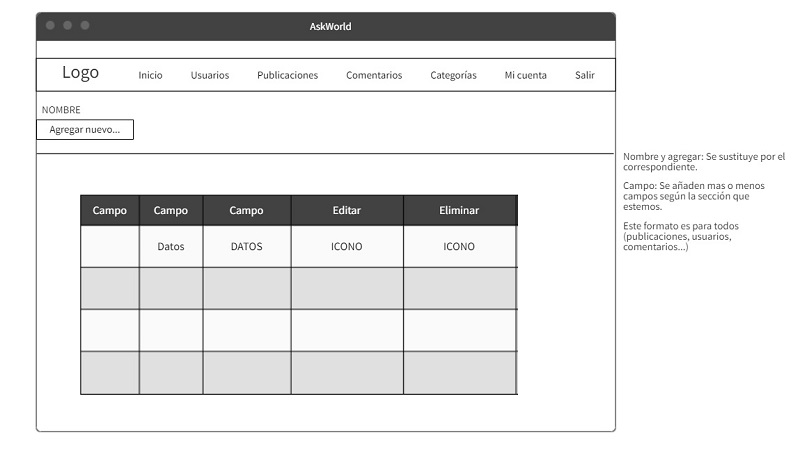 AskWorld
Logo Inicio Usuarios Publicaciones Comentarios Categorías Mi cuenta Salir
NOMBRE
Agregar nuevo...
Campo Campo Campo Editar Eliminar
Datos DATOS ICONO ICONO
Nombre y agregar: Se sustituye por el
correspondiente.
Campo: Se añaden mas o menos
campos según la sección que
estemos.
Este formato es para todos
(publicaciones, usuarios,
comentarios...)